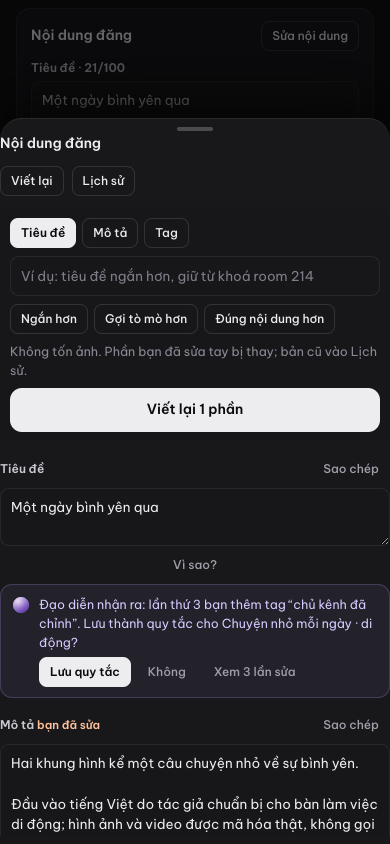 Nội dung đăng
Sửa nội dung
Tiêu đề · 21/100
Một ngày bình yên qua
Nội dung đăng
Viết lại
Lịch sử
Tiêu đề
Mô tả
Tag
Ví dụ: tiêu đề ngắn hơn, giữ từ khoá room 214
Ngắn hơn
Gợi tò mò hơn
Đúng nội dung hơn
Không tốn ảnh. Phần bạn đã sửa tay bị thay; bản cũ vào Lịch
sử.
Viết lại 1 phần
Tiêu đề
Sao chép
Một ngày bình yên qua
Vì sao?
Đạo diễn nhận ra: lần thứ 3 bạn thêm tag “chủ kênh đã
chỉnh”. Lưu thành quy tắc cho Chuyện nhỏ mỗi ngày · di
động?
Lưu quy tắc
Không
Xem 3 lần sửa
Mô tả bạn đã sửa
Sao chép
Hai khung hình kể một câu chuyện nhỏ về sự bình yên.
Đầu vào tiếng Việt do tác giả chuẩn bị cho bàn làm việc
di động; hình ảnh và video được mã hóa thật, không gọi